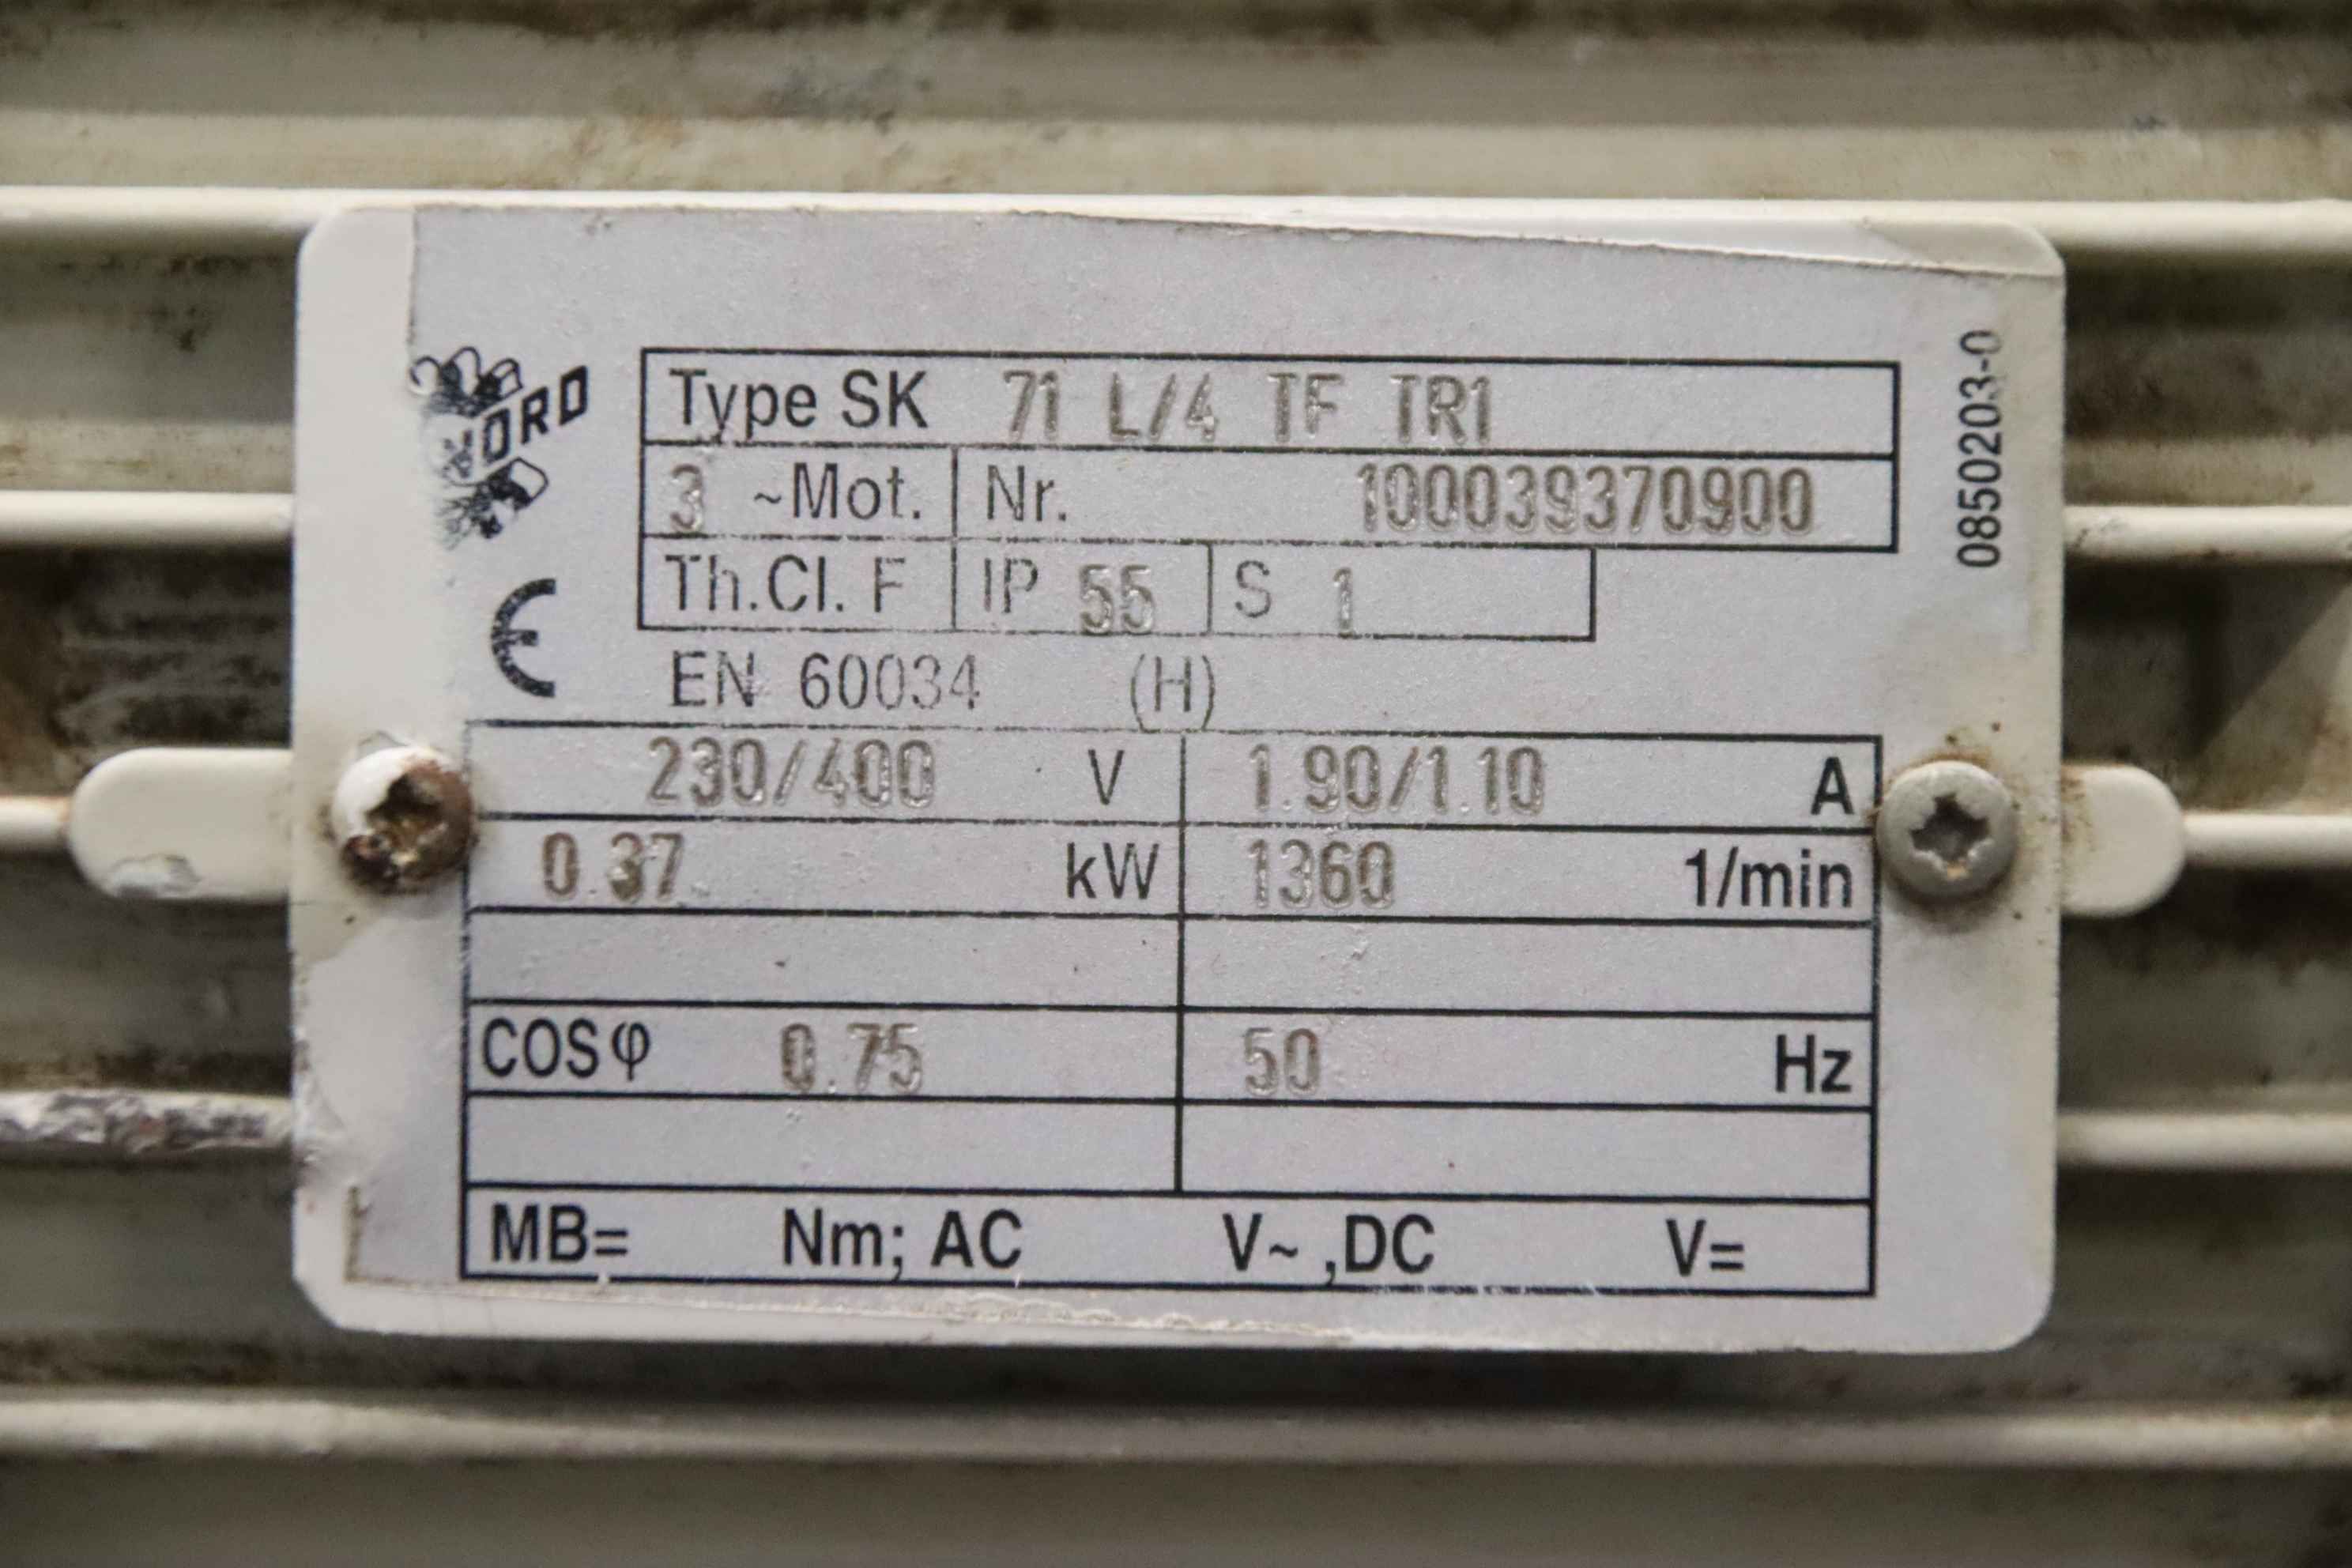 NORD
Type SK 71 L/4 TF TR1
3 ~Mot. Nr. 100039370900
Th.Cl. F IP 55 S 1
EN 60034 (H)
230/400 V 1.90/1.10 A
0.37 kW 1360 1/min
COSφ 0.75 50 Hz
MB= Nm; AC V~ ,DC V=
0850203-0
CE